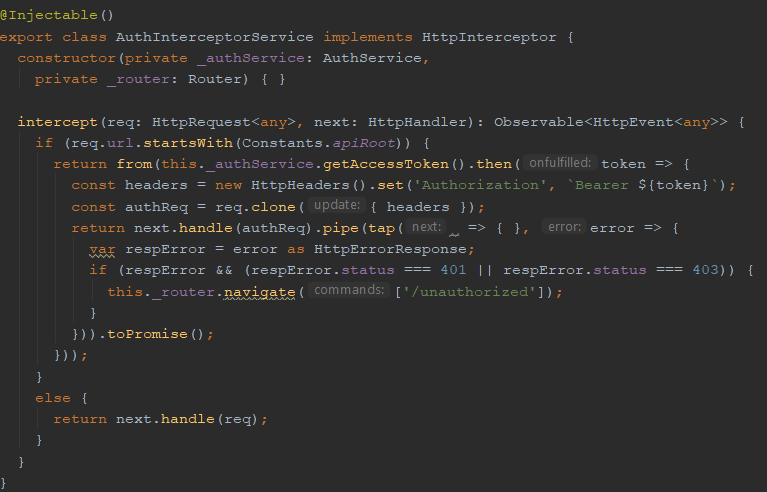 @Injectable()
export class AuthInterceptorService implements HttpInterceptor {
  constructor(private _authService: AuthService,
    private _router: Router) { }
  intercept(req: HttpRequest<any>, next: HttpHandler): Observable<HttpEvent<any>> {
    if (req.url.startsWith(Constants.apiRoot)) {
      return from(this._authService.getAccessToken().then( onfulfilled: token => {
        const headers = new HttpHeaders().set('Authorization', `Bearer ${token}`);
        const authReq = req.clone( update: { headers });
        return next.handle(authReq).pipe(tap( next: _ => { }, error: error => {
          var respError = error as HttpErrorResponse;
          if (respError && (respError.status === 401 || respError.status === 403)) {
            this._router.navigate( commands: ['/unauthorized']);
          }
        })).toPromise();
      }));
    }
    else {
      return next.handle(req);
    }
  }
}